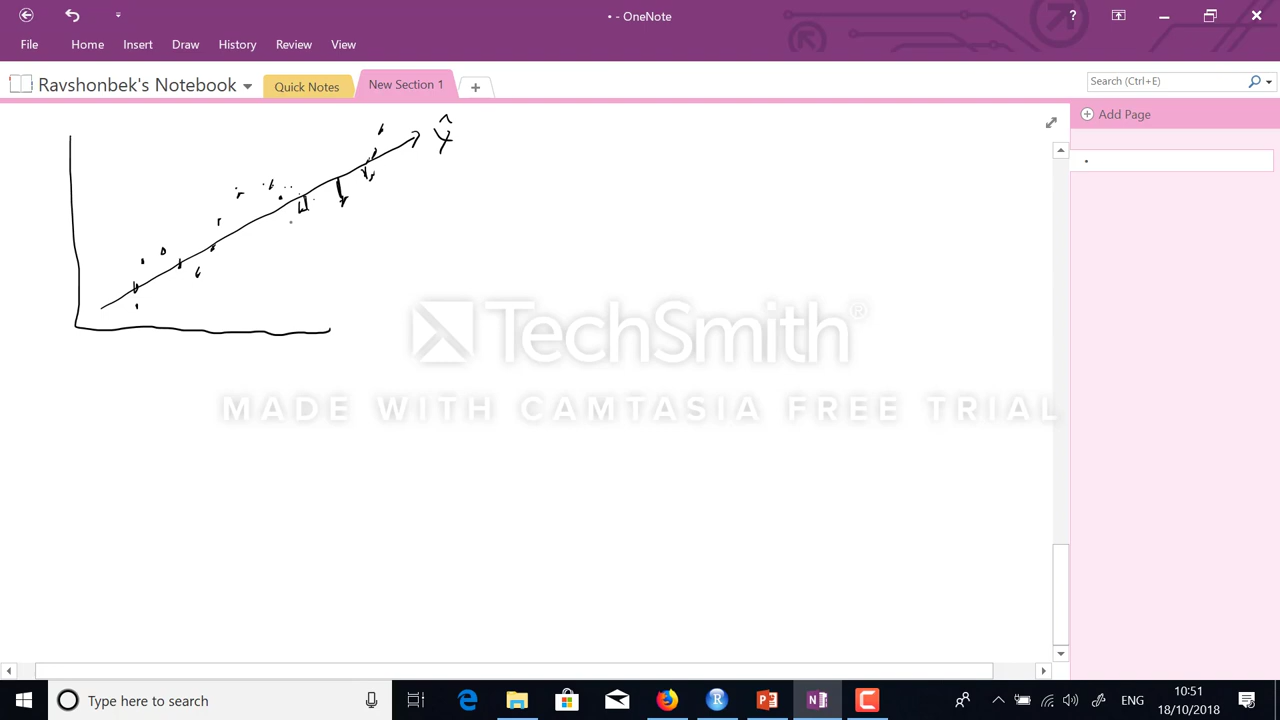 • - OneNote
File Home Insert Draw History Review View
Ravshonbek's Notebook Quick Notes New Section 1
Search (Ctrl+E)
Add Page
Ŷ
TechSmith®
MADE WITH CAMTASIA FREE TRIAL
Type here to search
ENG
10:51
18/10/2018